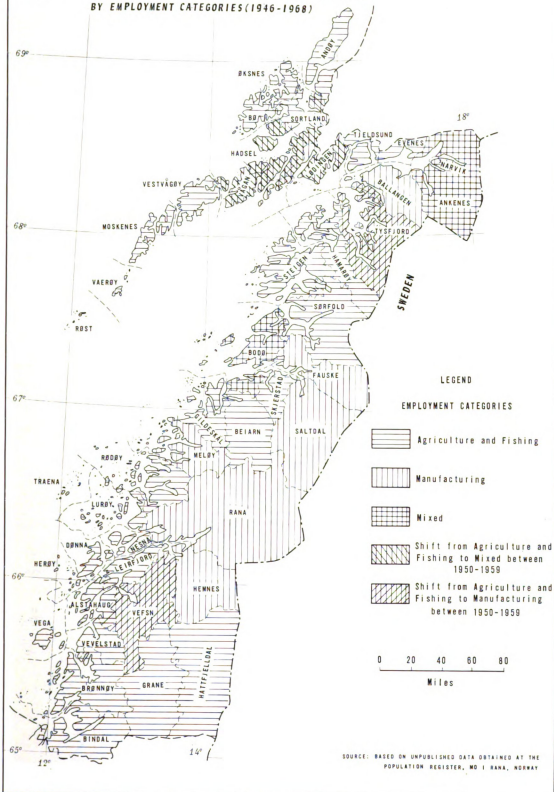 BY EMPLOYMENT CATEGORIES (1946-1968)
69°
ANDØY
ØKSNES
BØ
SORTLAND
18°
TJELDSUND
EVENES
HADSEL
NARVIK
VESTVÅGØY
BALLANGEN
ANKENES
MOSKENES
68°
TYSFJORD
STEIGEN
HAMARØY
VAERØY
SWEDEN
SØRFOLD
RØST
BODØ
FAUSKE
LEGEND
SKJERSTAD
EMPLOYMENT CATEGORIES
67°
GILDESKÅL
BEIARN
SALTDAL
Agriculture and Fishing
MELØY
RØDØY
Manufacturing
TRAENA
LURØY
RANA
Mixed
DØNNA
NESNA
Shift from Agriculture and
Fishing to Mixed between
1950-1959
HERØY
LEIRFJORD
66°
HEMNES
Shift from Agriculture and
Fishing to Manufacturing
between 1950-1959
ALSTAHAUG
VEFSN
VEGA
VEVELSTAD
0 20 40 60 80
Miles
HATTFJELLDAL
BRØNNØY
GRANE
BINDAL
65°
14°
12°
SOURCE: BASED ON UNPUBLISHED DATA OBTAINED AT THE
POPULATION REGISTER, MO I RANA, NORWAY